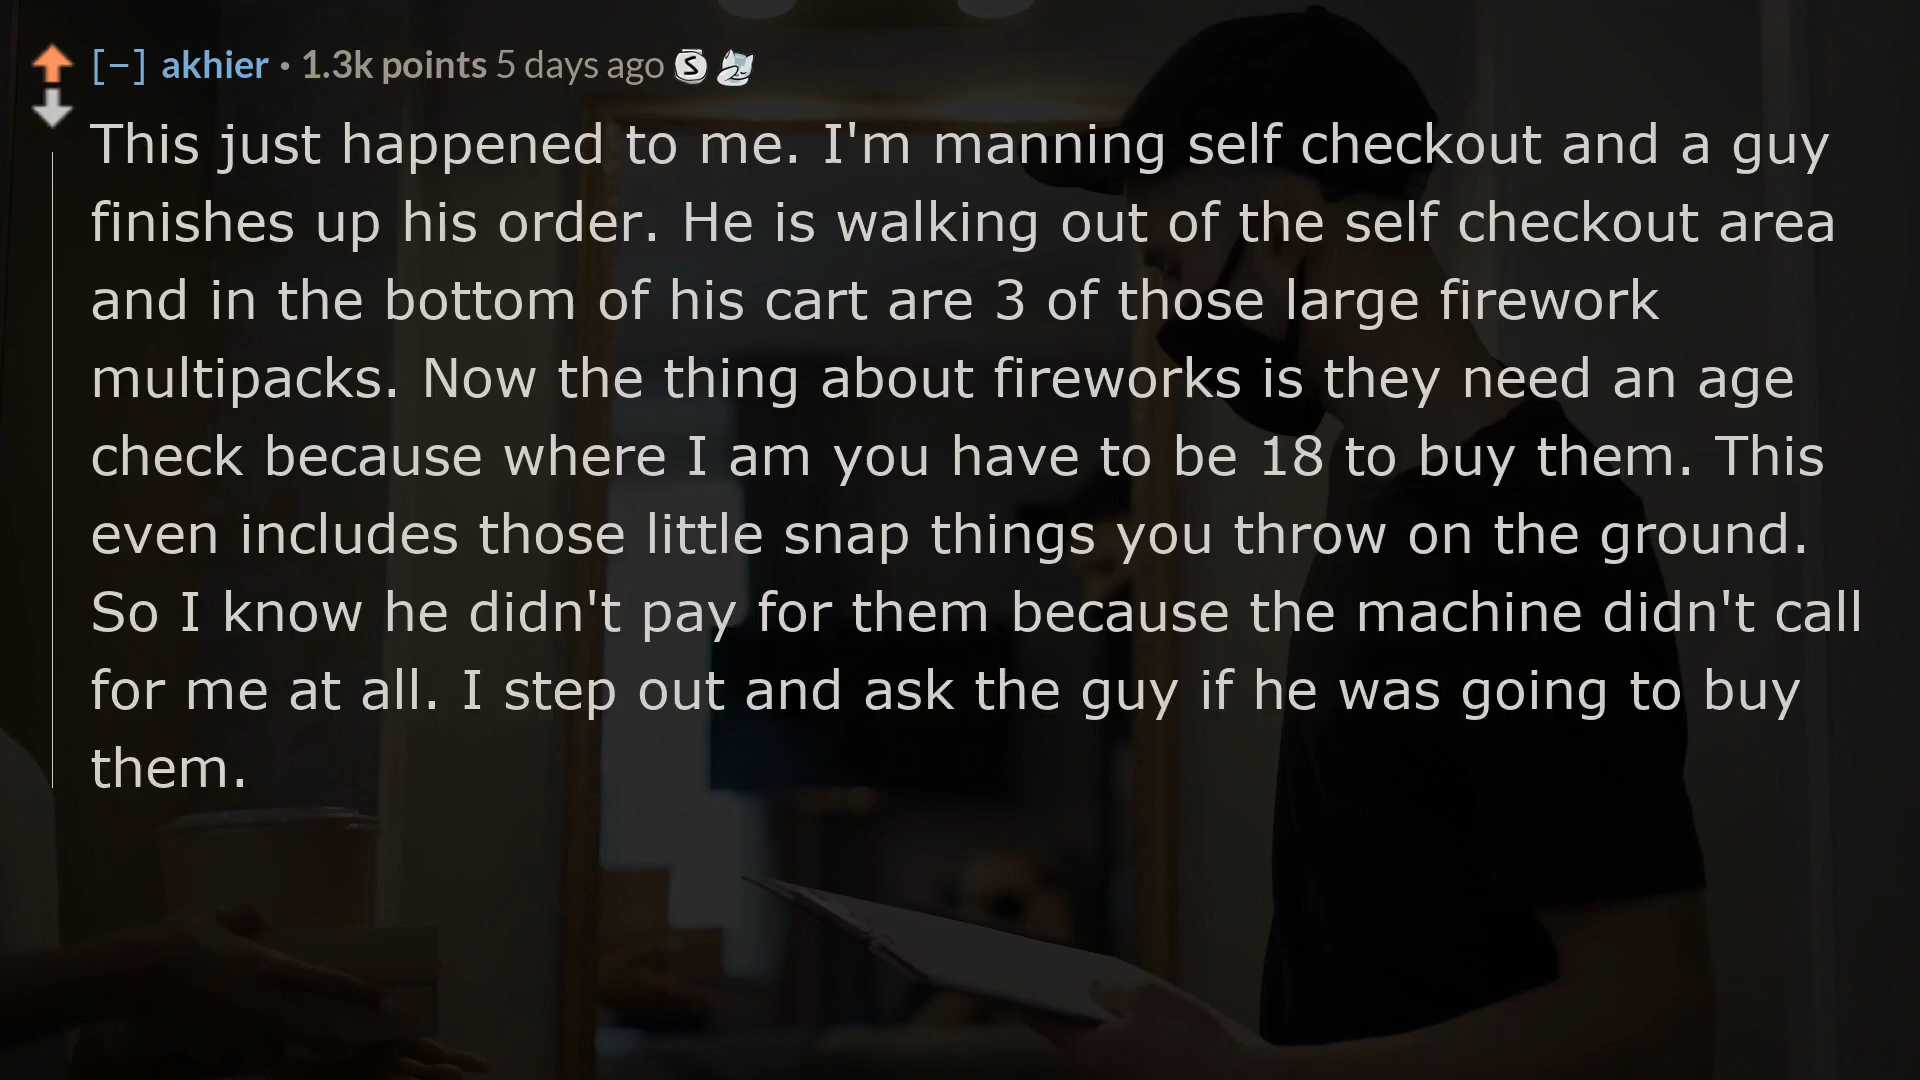 [−] akhier · 1.3k points 5 days ago S
This just happened to me. I'm manning self checkout and a guy
finishes up his order. He is walking out of the self checkout area
and in the bottom of his cart are 3 of those large firework
multipacks. Now the thing about fireworks is they need an age
check because where I am you have to be 18 to buy them. This
even includes those little snap things you throw on the ground.
So I know he didn't pay for them because the machine didn't call
for me at all. I step out and ask the guy if he was going to buy
them.